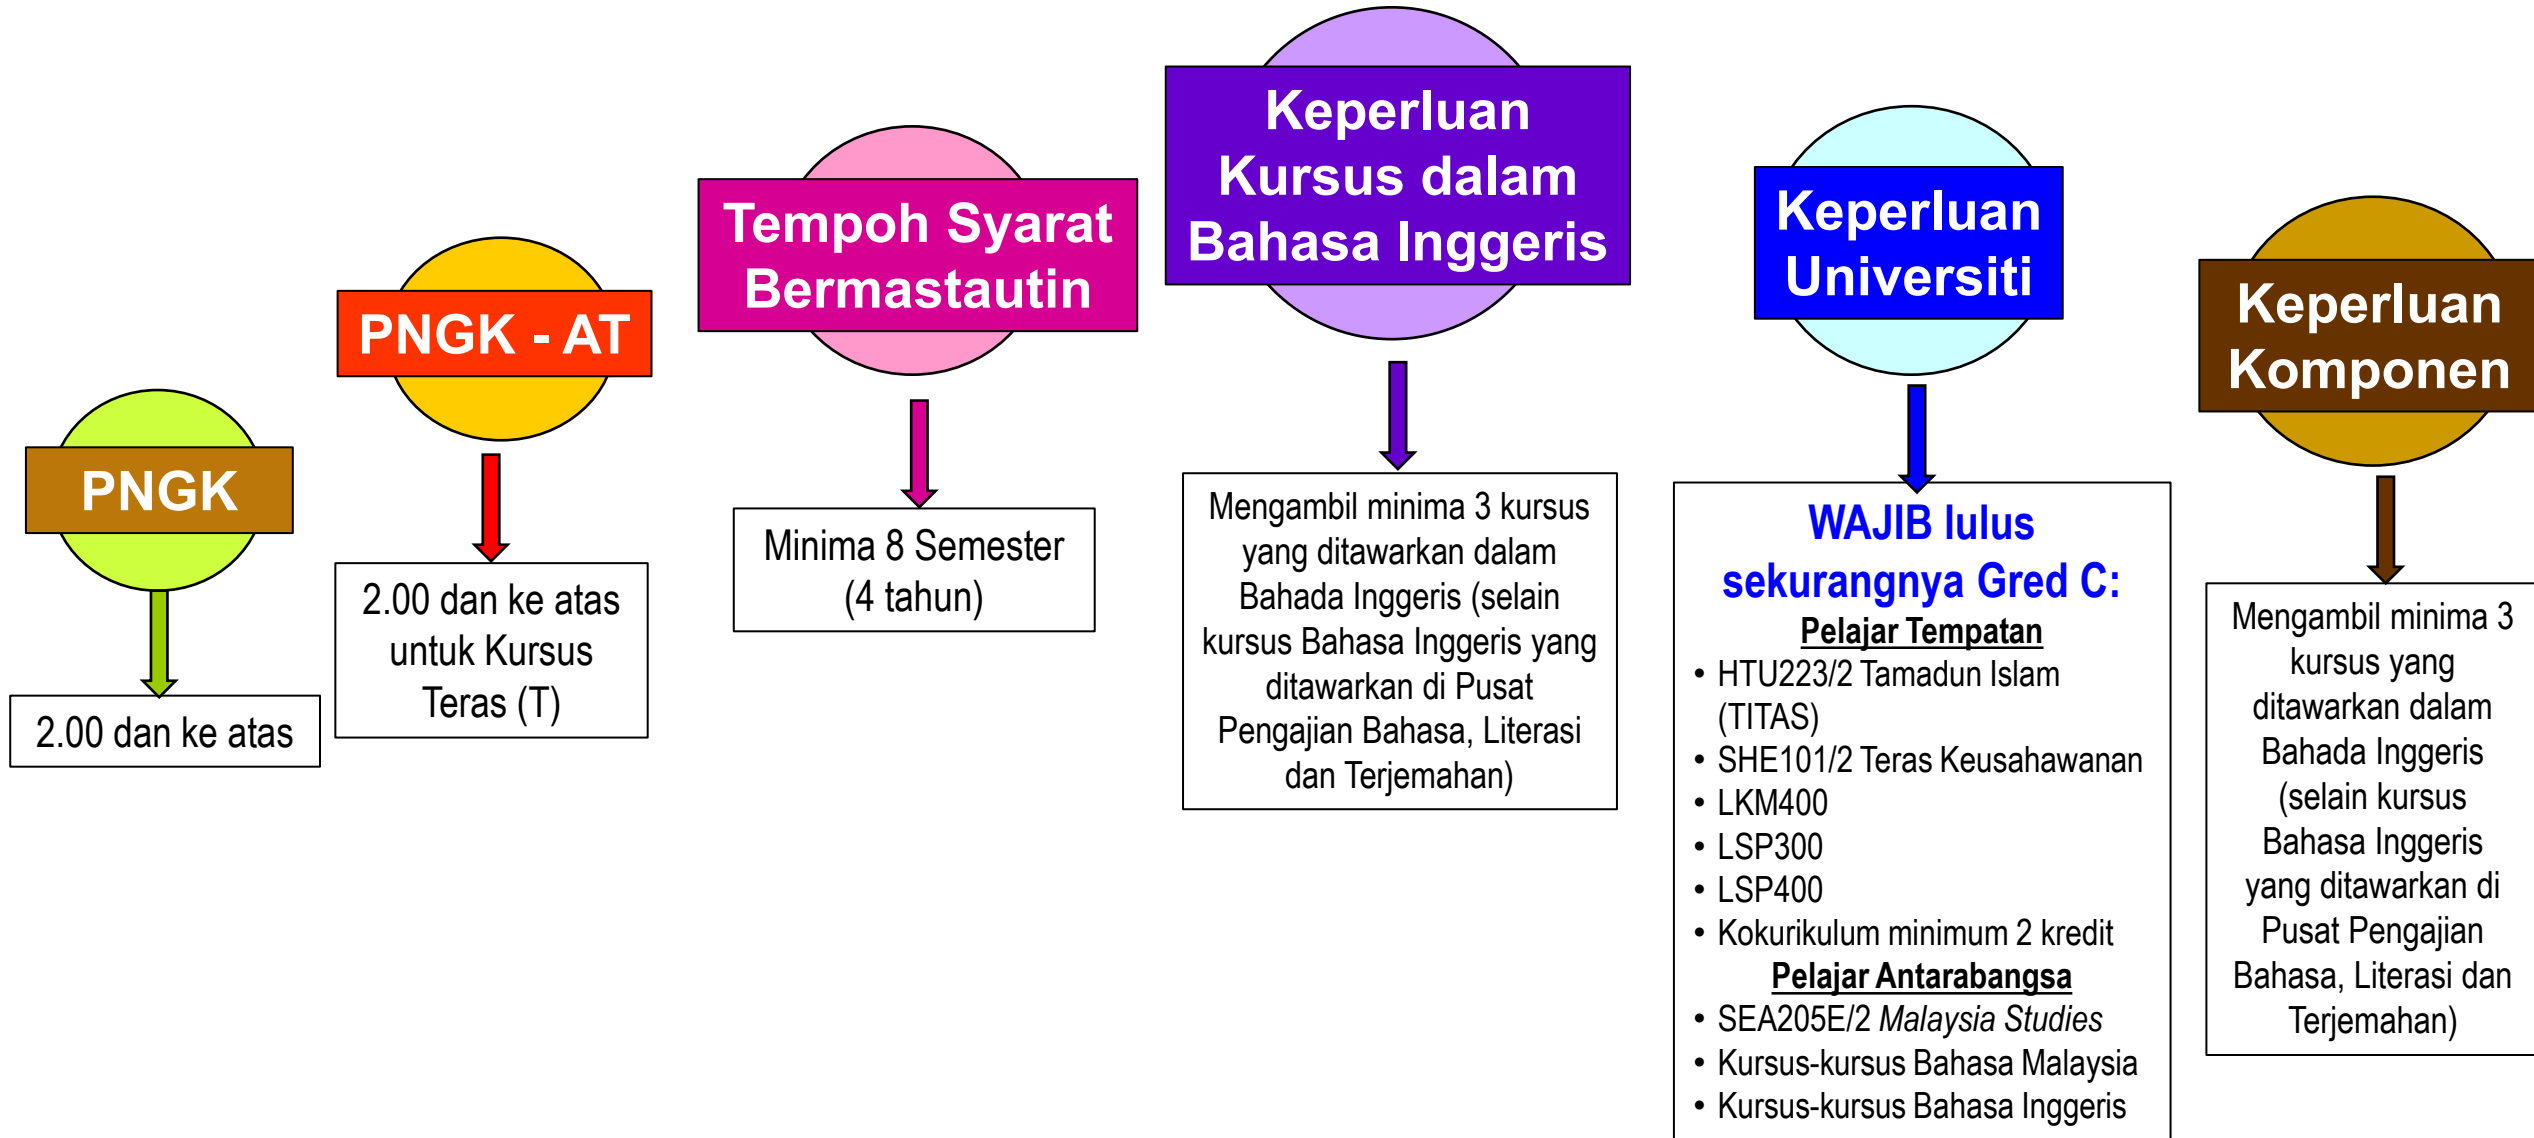 PNGK
2.00 dan ke atas
PNGK - AT
2.00 dan ke atas
untuk Kursus
Teras (T)
Tempoh Syarat
Bermastautin
Minima 8 Semester
(4 tahun)
Keperluan
Kursus dalam
Bahasa Inggeris
Mengambil minima 3 kursus
yang ditawarkan dalam
Bahada Inggeris (selain
kursus Bahasa Inggeris yang
ditawarkan di Pusat
Pengajian Bahasa, Literasi
dan Terjemahan)
Keperluan
Universiti
WAJIB lulus
sekurangnya Gred C:
Pelajar Tempatan
• HTU223/2 Tamadun Islam
(TITAS)
• SHE101/2 Teras Keusahawanan
• LKM400
• LSP300
• LSP400
• Kokurikulum minimum 2 kredit
Pelajar Antarabangsa
• SEA205E/2 Malaysia Studies
• Kursus-kursus Bahasa Malaysia
• Kursus-kursus Bahasa Inggeris
Keperluan
Komponen
Mengambil minima 3
kursus yang
ditawarkan dalam
Bahada Inggeris
(selain kursus
Bahasa Inggeris
yang ditawarkan di
Pusat Pengajian
Bahasa, Literasi dan
Terjemahan)